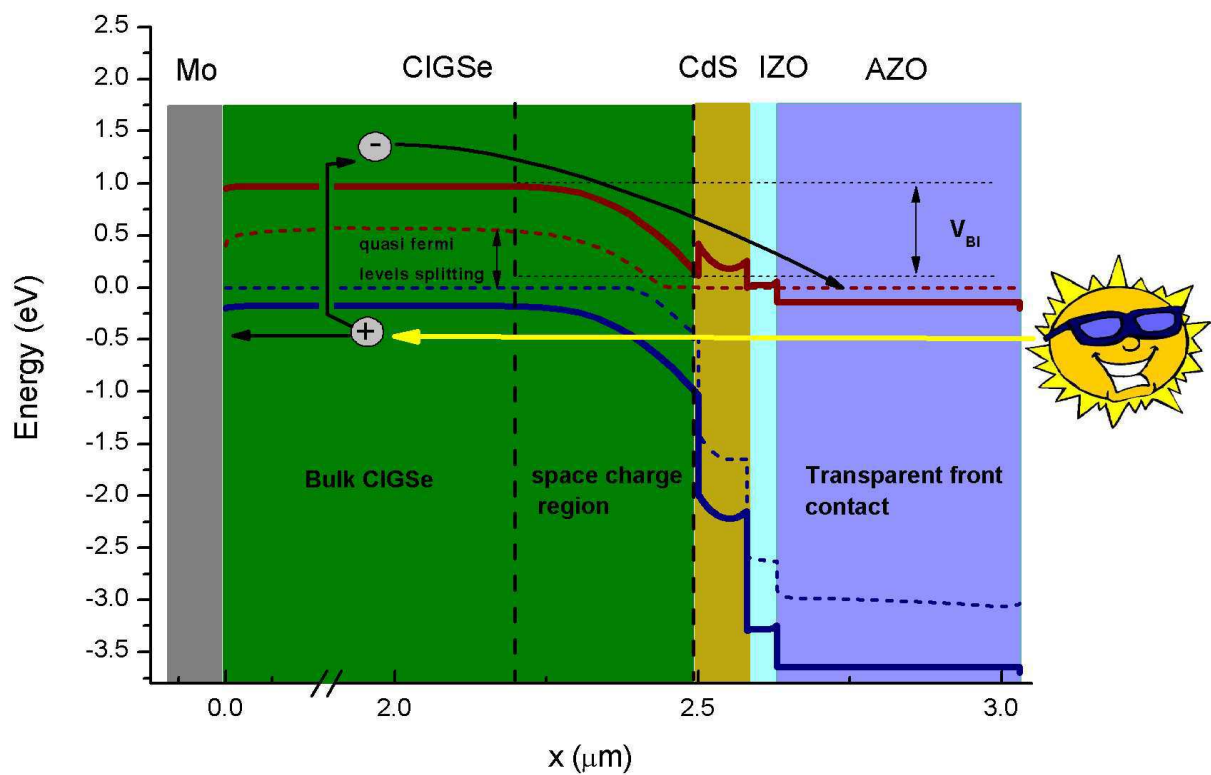 Mo CIGSe CdS IZO AZO
2.5
2.0
1.5
1.0
0.5
0.0
-0.5
-1.0
-1.5
-2.0
-2.5
-3.0
-3.5
Energy (eV)
-
quasi fermi
levels splitting
V_BI
+
Bulk CIGSe
space charge
region
Transparent front
contact
0.0 2.0 2.5 3.0
x (μm)